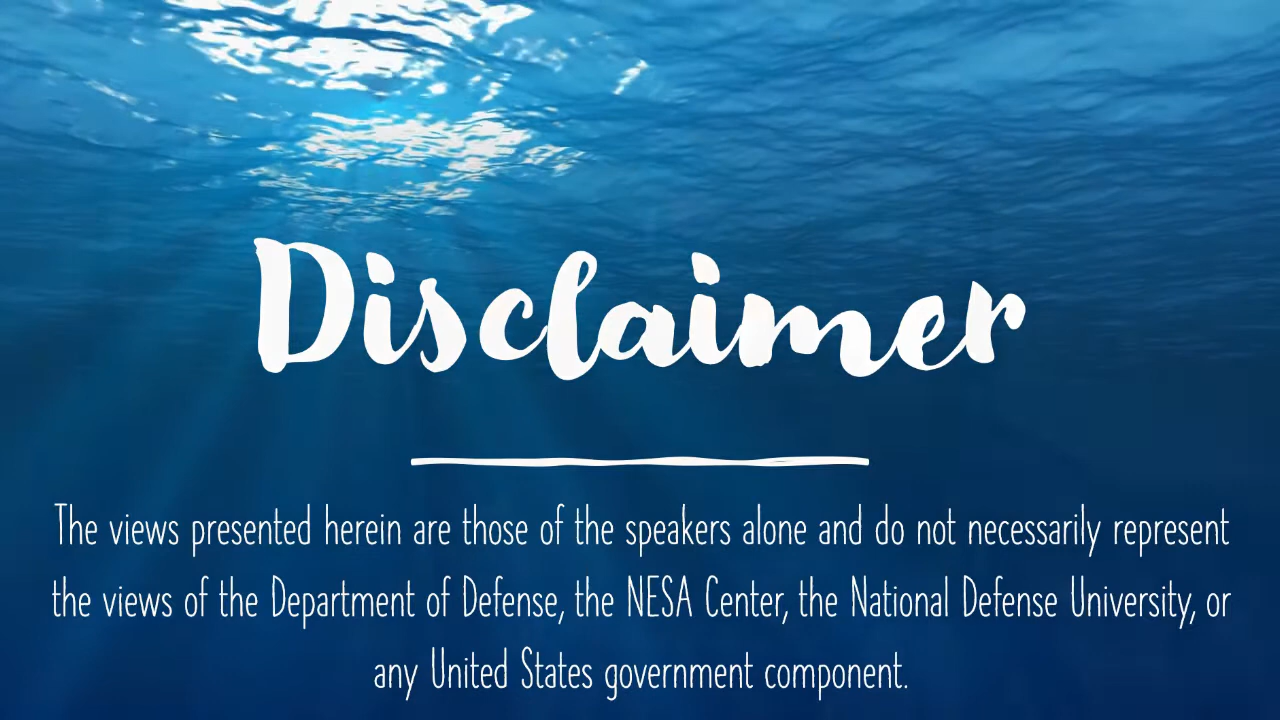 Disclaimer
The views presented herein are those of the speakers alone and do not necessarily represent
the views of the Department of Defense, the NESA Center, the National Defense University, or
any United States government component.